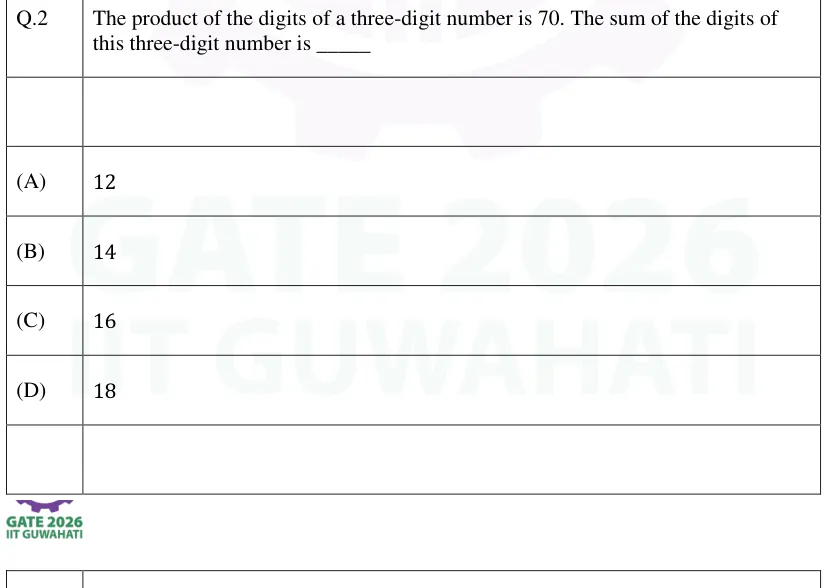 Q.2 The product of the digits of a three-digit number is 70. The sum of the digits of
this three-digit number is _____
(A) 12
(B) 14
(C) 16
(D) 18
GATE 2026
IIT GUWAHATI
GATE 2026
IIT GUWAHATI